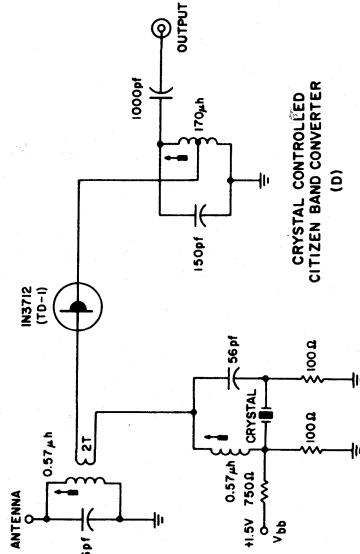 ANTENNA
0.57μh
2T
IN3712
(TD-1)
1000pf
OUTPUT
170μh
150pf
56pf
0.57μh
CRYSTAL
+1.5V
750Ω
Vbb
100Ω
100Ω
CRYSTAL CONTROLLED
CITIZEN BAND CONVERTER
(D)